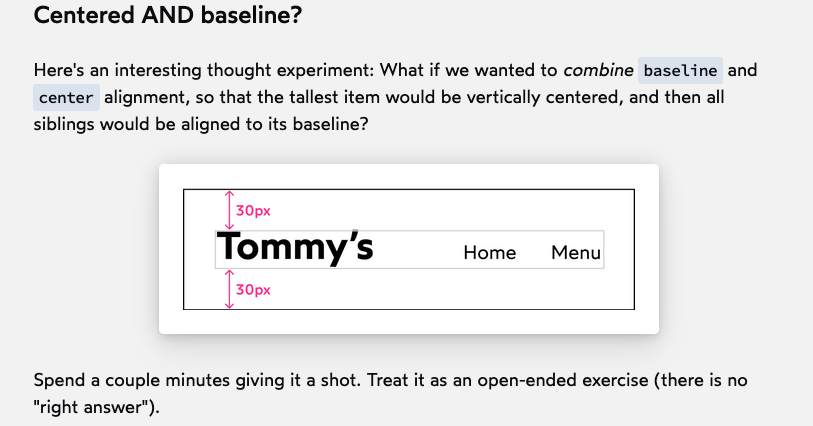 Centered AND baseline?
Here's an interesting thought experiment: What if we wanted to combine baseline and
center alignment, so that the tallest item would be vertically centered, and then all
siblings would be aligned to its baseline?
30px
Tommy’s Home Menu
30px
Spend a couple minutes giving it a shot. Treat it as an open-ended exercise (there is no
"right answer").